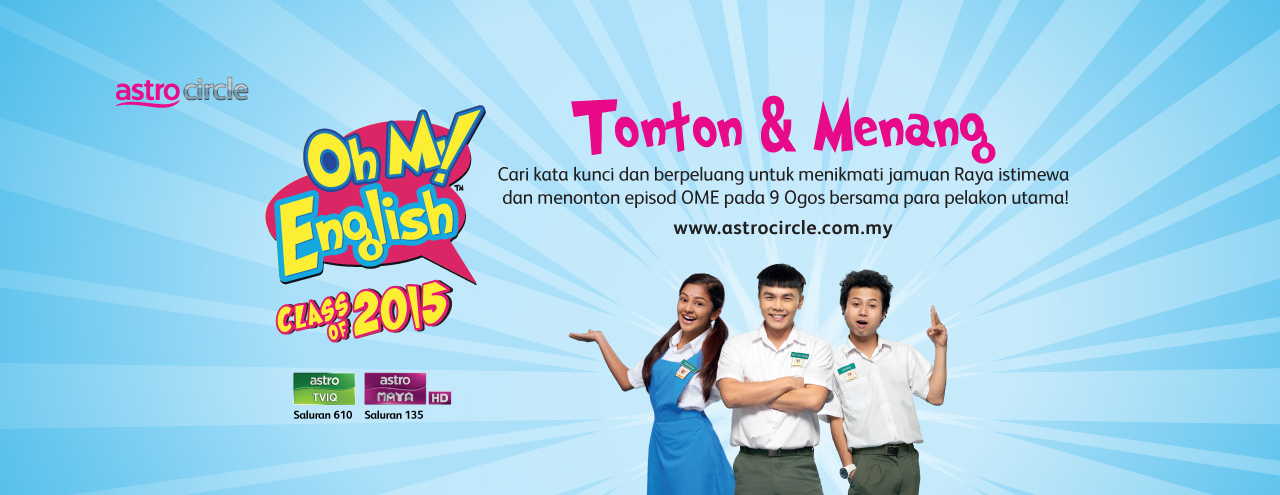 astro circle
Oh My!
English™
CLASS
OF 2015
Tonton & Menang
Cari kata kunci dan berpeluang untuk menikmati jamuan Raya istimewa
dan menonton episod OME pada 9 Ogos bersama para pelakon utama!
www.astrocircle.com.my
astro
TVIQ
Saluran 610
astro
MAYA HD
Saluran 135